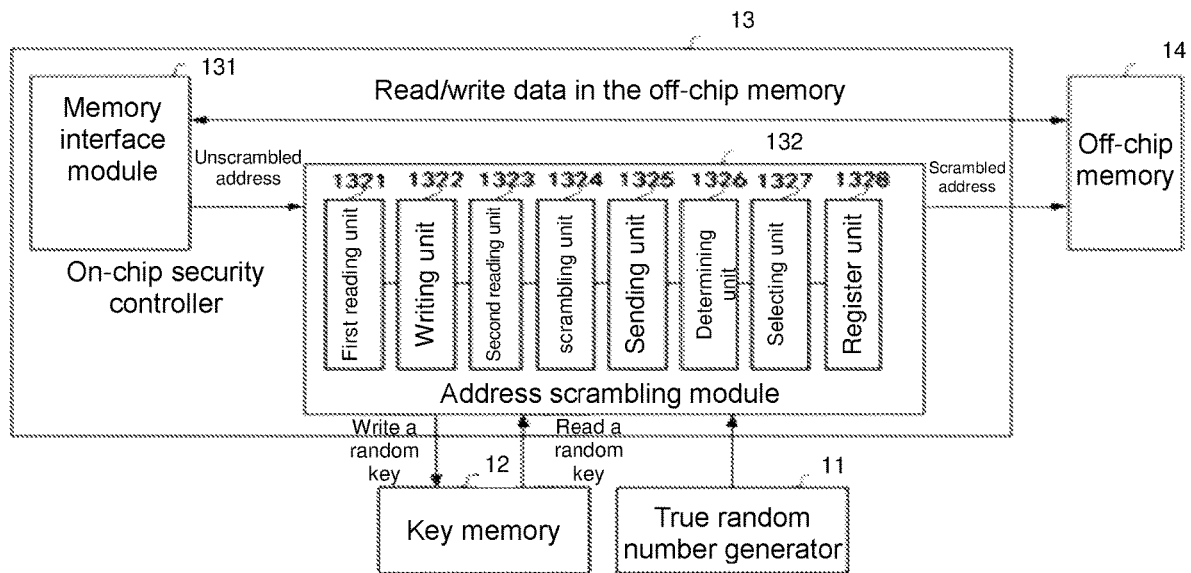 13
131
14
Memory
interface
module
Read/write data in the off-chip memory
Off-chip
memory
Unscrambled
address
132
Scrambled
address
1321 1322 1323 1324 1325 1326 1327 1328
First reading unit
Writing unit
Second reading unit
scrambling unit
Sending unit
Determining
unit
Selecting unit
Register unit
On-chip security
controller
Address scrambling module
Write a
random
key
Read a
random
key
12
11
Key memory
True random
number generator